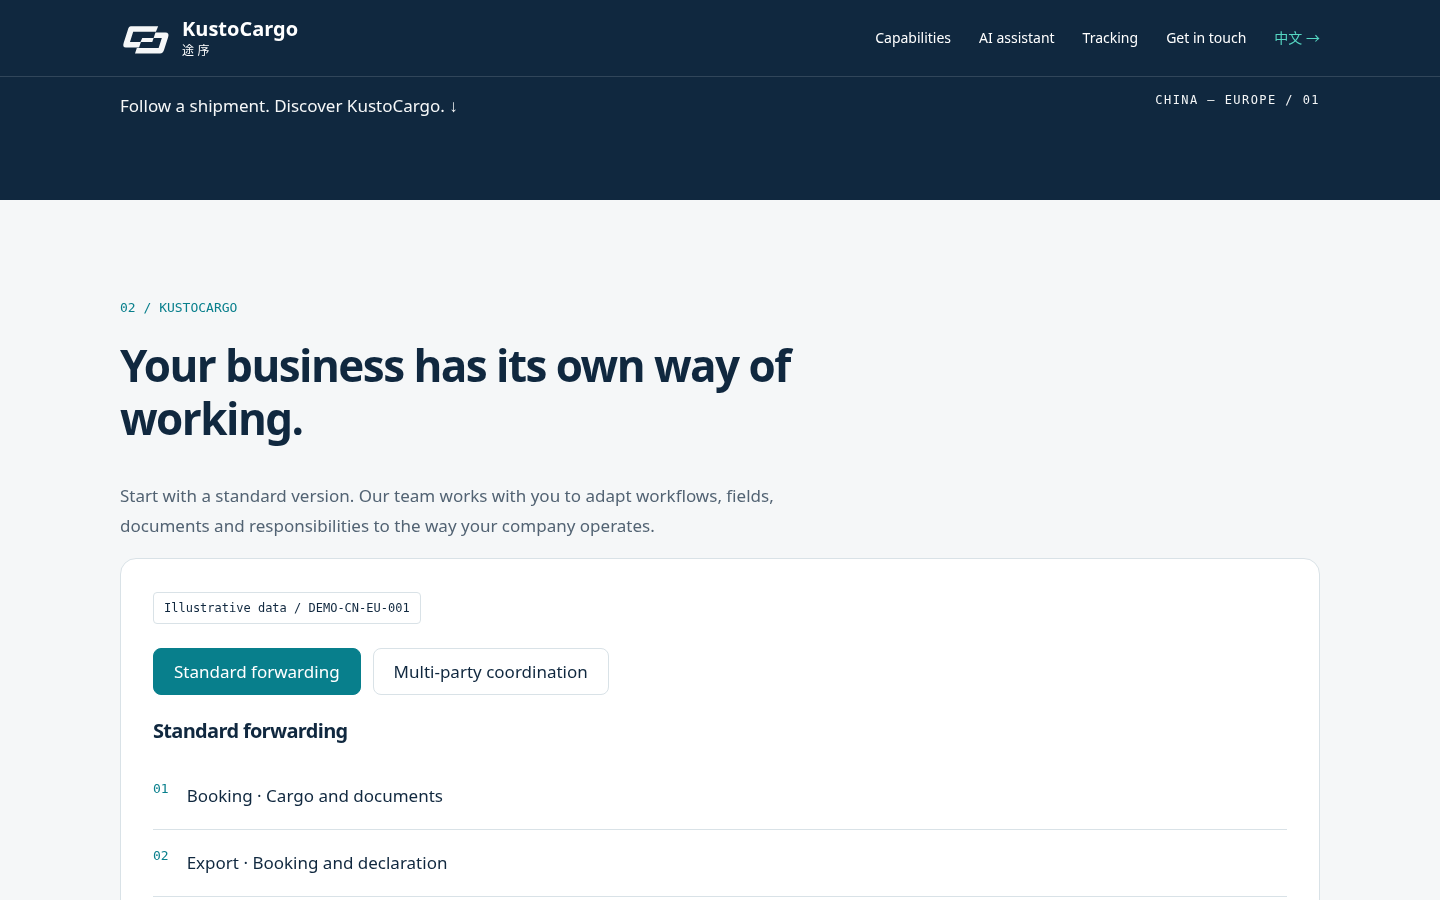 KustoCargo
途序
Capabilities
AI assistant
Tracking
Get in touch
中文 →
Follow a shipment. Discover KustoCargo. ↓
CHINA — EUROPE / 01
02 / KUSTOCARGO
Your business has its own way of
working.
Start with a standard version. Our team works with you to adapt workflows, fields,
documents and responsibilities to the way your company operates.
Illustrative data / DEMO-CN-EU-001
Standard forwarding
Multi-party coordination
Standard forwarding
01 Booking · Cargo and documents
02 Export · Booking and declaration